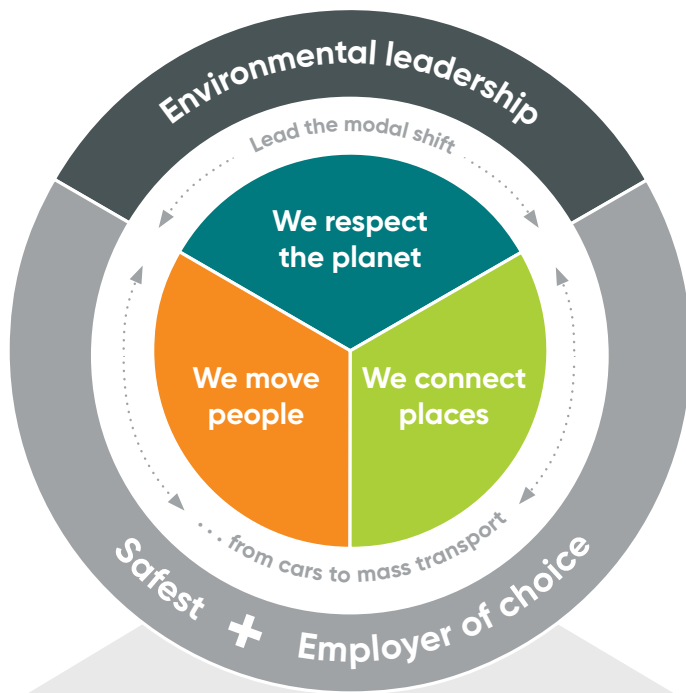 Environmental leadership
Lead the modal shift
We respect
the planet
We move
people
We connect
places
. . . from cars to mass transport
Safest + Employer of choice